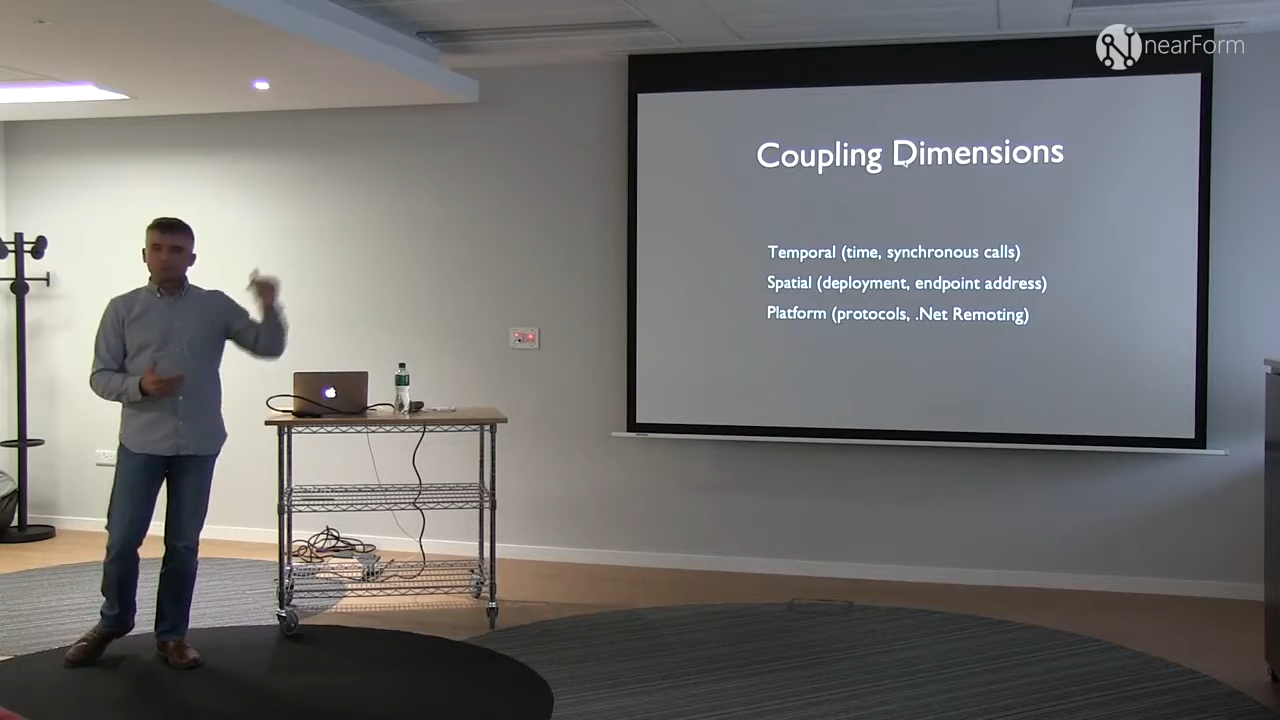 nearForm
Coupling Dimensions
Temporal (time, synchronous calls)
Spatial (deployment, endpoint address)
Platform (protocols, .Net Remoting)